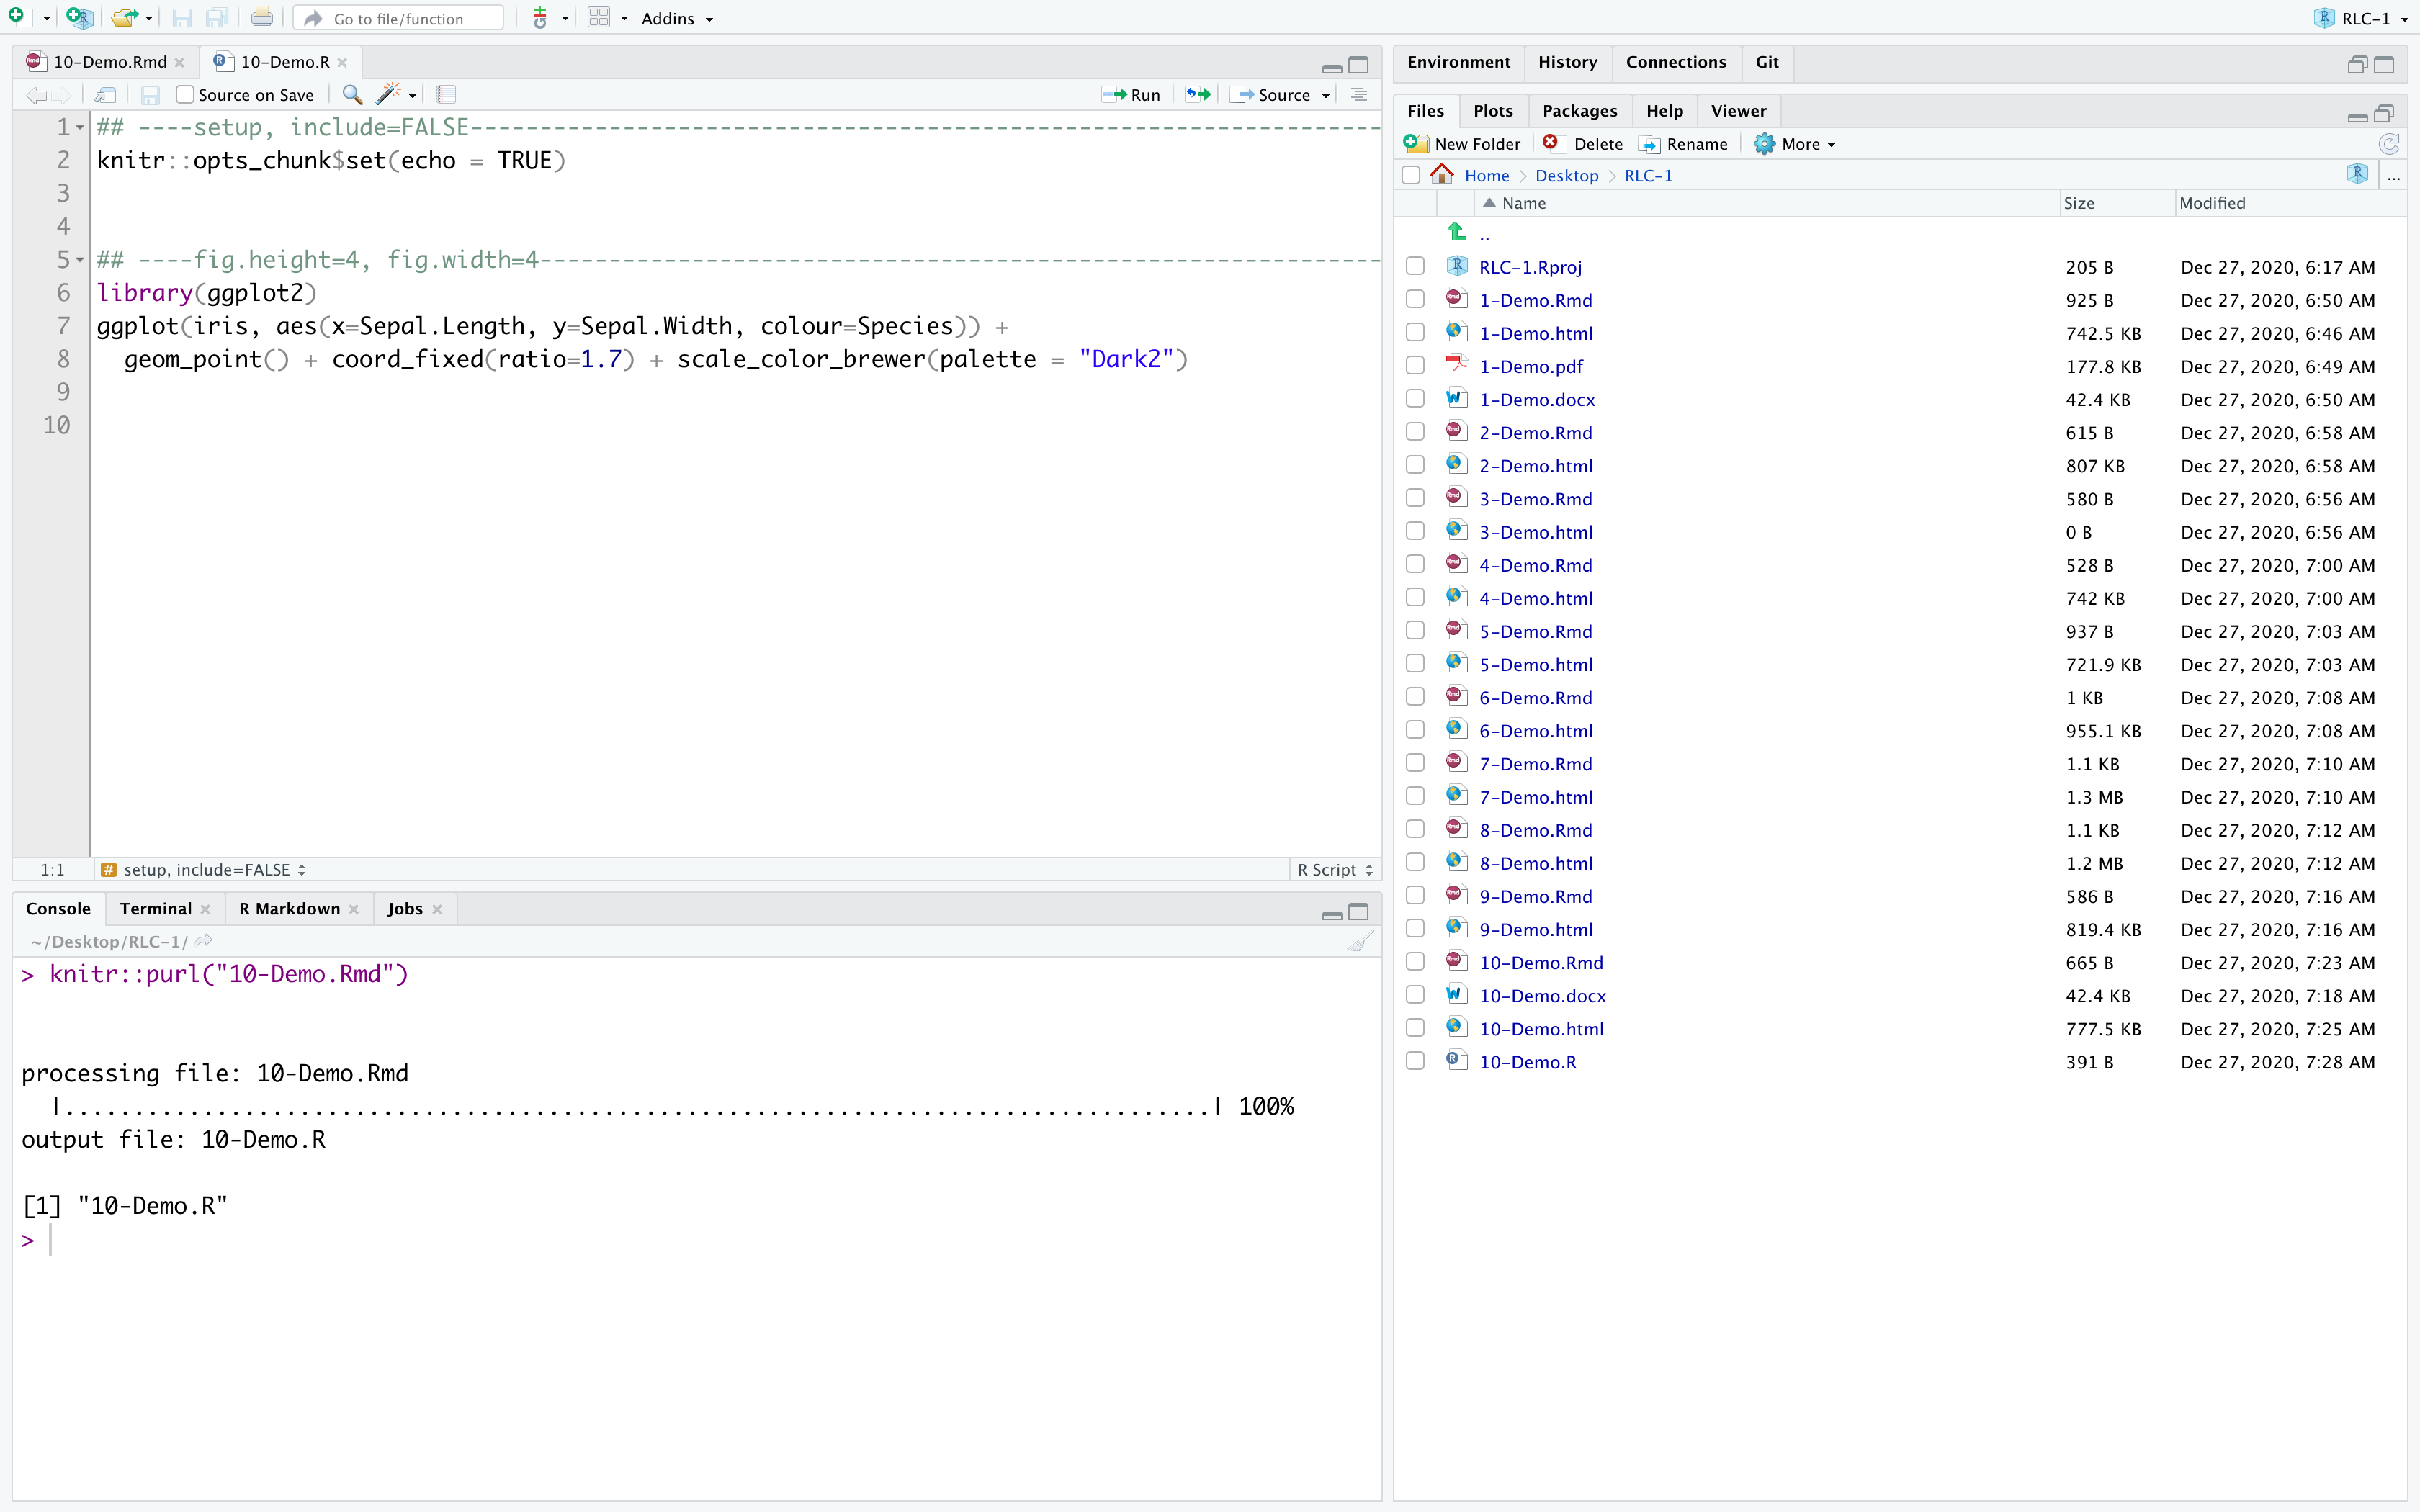 Go to file/function
Addins
RLC-1
10-Demo.Rmd
10-Demo.R
Source on Save
Run
Source
1 ## ----setup, include=FALSE------------------------------------------------------------------
2 knitr::opts_chunk$set(echo = TRUE)
3
4
5 ## ----fig.height=4, fig.width=4-------------------------------------------------------------
6 library(ggplot2)
7 ggplot(iris, aes(x=Sepal.Length, y=Sepal.Width, colour=Species)) +
8   geom_point() + coord_fixed(ratio=1.7) + scale_color_brewer(palette = "Dark2")
9
10
1:1 # setup, include=FALSE
R Script
Console Terminal R Markdown Jobs
~/Desktop/RLC-1/
> knitr::purl("10-Demo.Rmd")
processing file: 10-Demo.Rmd
|...................................................................................| 100%
output file: 10-Demo.R
[1] "10-Demo.R"
>
Environment History Connections Git
Files Plots Packages Help Viewer
New Folder Delete Rename More
Home Desktop RLC-1 ...
Name Size Modified
..
RLC-1.Rproj 205 B Dec 27, 2020, 6:17 AM
1-Demo.Rmd 925 B Dec 27, 2020, 6:50 AM
1-Demo.html 742.5 KB Dec 27, 2020, 6:46 AM
1-Demo.pdf 177.8 KB Dec 27, 2020, 6:49 AM
1-Demo.docx 42.4 KB Dec 27, 2020, 6:50 AM
2-Demo.Rmd 615 B Dec 27, 2020, 6:58 AM
2-Demo.html 807 KB Dec 27, 2020, 6:58 AM
3-Demo.Rmd 580 B Dec 27, 2020, 6:56 AM
3-Demo.html 0 B Dec 27, 2020, 6:56 AM
4-Demo.Rmd 528 B Dec 27, 2020, 7:00 AM
4-Demo.html 742 KB Dec 27, 2020, 7:00 AM
5-Demo.Rmd 937 B Dec 27, 2020, 7:03 AM
5-Demo.html 721.9 KB Dec 27, 2020, 7:03 AM
6-Demo.Rmd 1 KB Dec 27, 2020, 7:08 AM
6-Demo.html 955.1 KB Dec 27, 2020, 7:08 AM
7-Demo.Rmd 1.1 KB Dec 27, 2020, 7:10 AM
7-Demo.html 1.3 MB Dec 27, 2020, 7:10 AM
8-Demo.Rmd 1.1 KB Dec 27, 2020, 7:12 AM
8-Demo.html 1.2 MB Dec 27, 2020, 7:12 AM
9-Demo.Rmd 586 B Dec 27, 2020, 7:16 AM
9-Demo.html 819.4 KB Dec 27, 2020, 7:16 AM
10-Demo.Rmd 665 B Dec 27, 2020, 7:23 AM
10-Demo.docx 42.4 KB Dec 27, 2020, 7:18 AM
10-Demo.html 777.5 KB Dec 27, 2020, 7:25 AM
10-Demo.R 391 B Dec 27, 2020, 7:28 AM